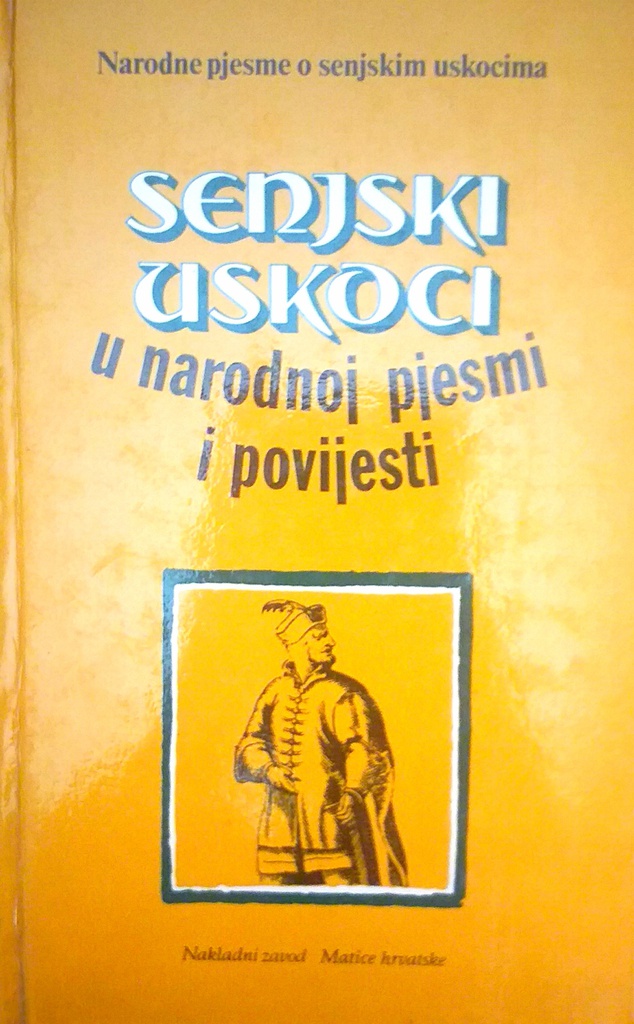 Narodne pjesme o senjskim uskocima
SENJSKI
USKOCI
u narodnoj pjesmi
i povijesti
Nakladni zavod Matice hrvatske